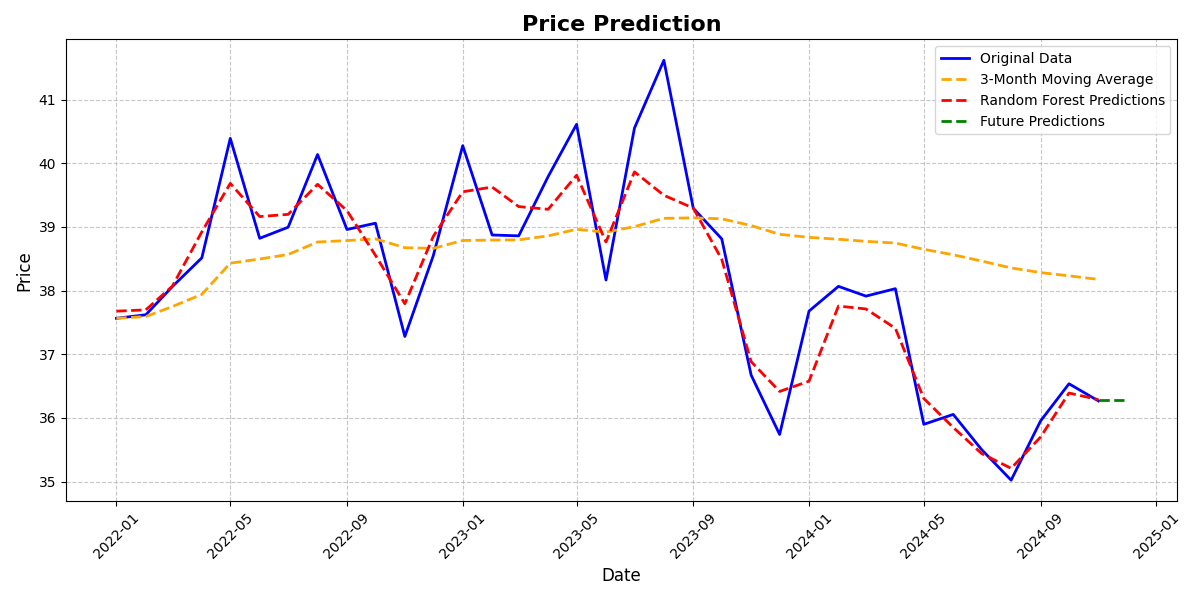 Price Prediction
Original Data
3-Month Moving Average
Random Forest Predictions
Future Predictions
Price
41
40
39
38
37
36
35
2022-01
2022-05
2022-09
2023-01
2023-05
2023-09
2024-01
2024-05
2024-09
2025-01
Date